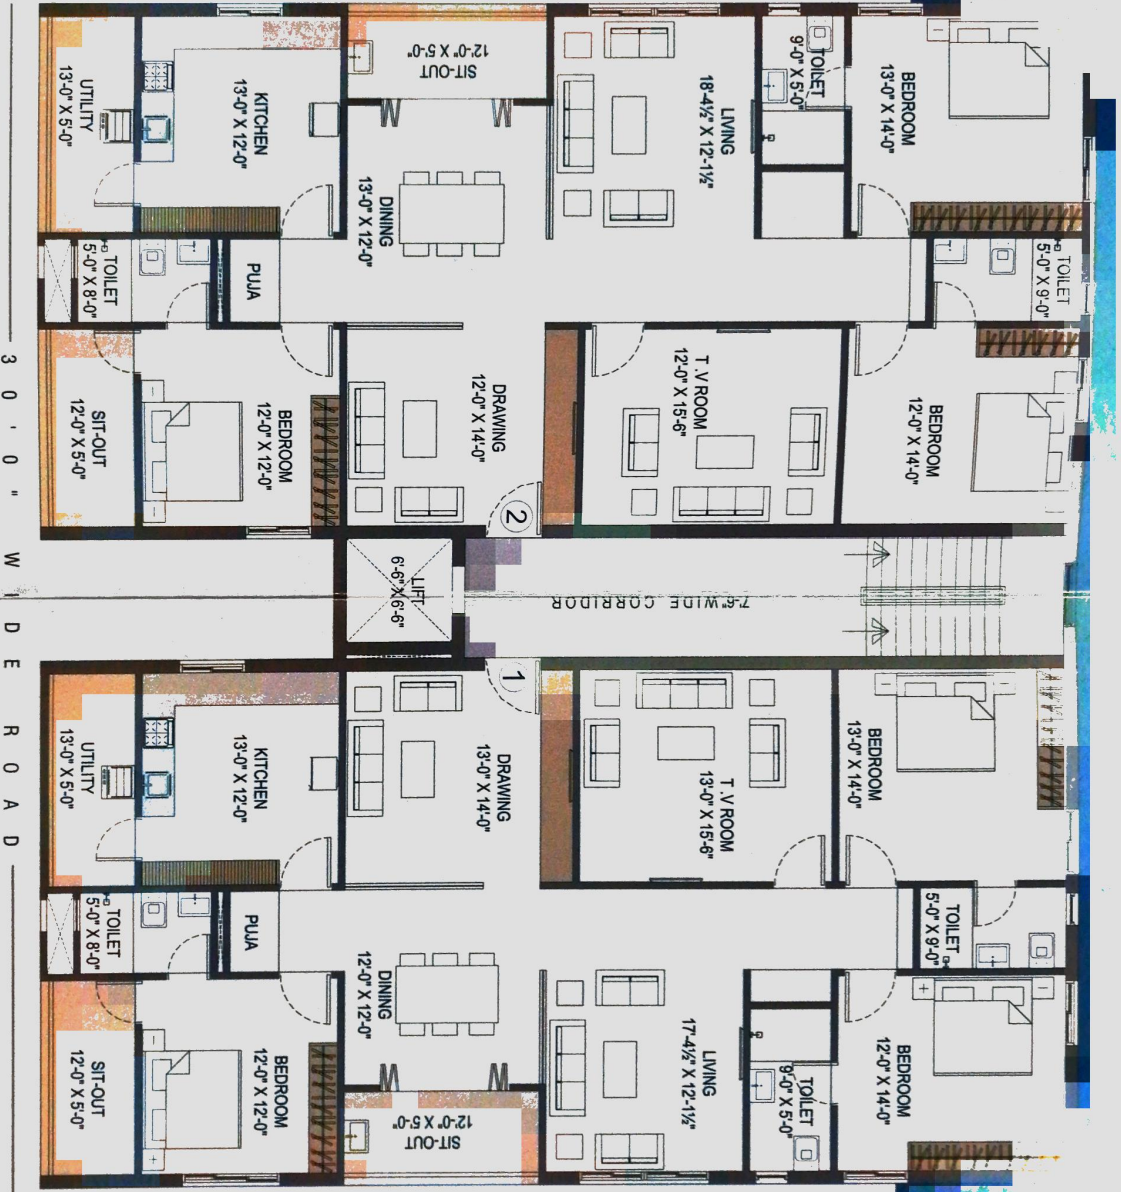 UTILITY
13'-0" X 5'-0"
KITCHEN
13'-0" X 12'-0"
SIT-OUT
12'-0" X 5'-0"
DINING
13'-0" X 12'-0"
LIVING
18'-4½" X 12'-1½"
TOILET
9'-0" X 5'-0"
BEDROOM
13'-0" X 14'-0"
TOILET
5'-0" X 8'-0"
PUJA
TOILET
5'-0" X 9'-0"
SIT-OUT
12'-0" X 5'-0"
BEDROOM
12'-0" X 12'-0"
DRAWING
12'-0" X 14'-0"
T.V ROOM
12'-0" X 15'-6"
BEDROOM
12'-0" X 14'-0"
2
LIFT
6'-6" X 6'-6"
7'-6" WIDE CORRIDOR
30'0" WIDE ROAD
1
UTILITY
13'-0" X 5'-0"
KITCHEN
13'-0" X 12'-0"
DRAWING
13'-0" X 14'-0"
T.V ROOM
13'-0" X 15'-6"
BEDROOM
13'-0" X 14'-0"
TOILET
5'-0" X 8'-0"
PUJA
TOILET
5'-0" X 9'-0"
SIT-OUT
12'-0" X 5'-0"
BEDROOM
12'-0" X 12'-0"
DINING
12'-0" X 12'-0"
SIT-OUT
12'-0" X 5'-0"
LIVING
17'-4½" X 12'-1½"
TOILET
9'-0" X 5'-0"
BEDROOM
12'-0" X 14'-0"